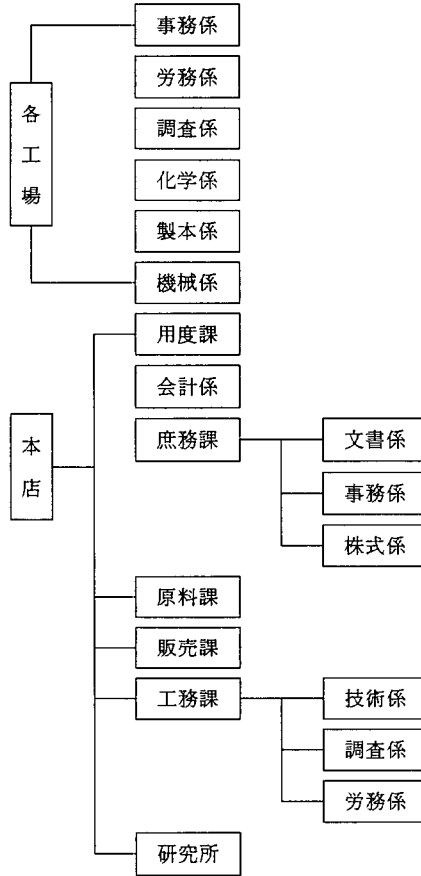 各工場
事務係
労務係
調査係
化学係
製本係
機械係
本店
用度課
会計係
庶務課
文書係
事務係
株式係
原料課
販売課
工務課
技術係
調査係
労務係
研究所